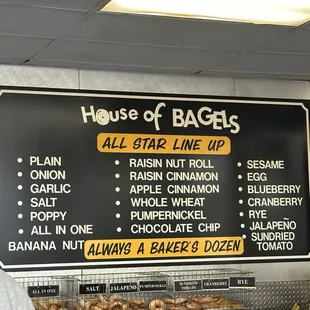 House of BAGELS
ALL STAR LINE UP
• PLAIN
• ONION
• GARLIC
• SALT
• POPPY
• ALL IN ONE
BANANA NUT
• RAISIN NUT ROLL
• RAISIN CINNAMON
• APPLE CINNAMON
• WHOLE WHEAT
• PUMPERNICKEL
• CHOCOLATE CHIP
• SESAME
• EGG
• BLUEBERRY
• CRANBERRY
• RYE
• JALAPEÑO
• SUNDRIED
TOMATO
ALWAYS A BAKER'S DOZEN
ALL IN ONE
SALT
JALAPENO
PUMPERNICKEL
SUNDRIED
TOMATO
CRANBERRY
RYE